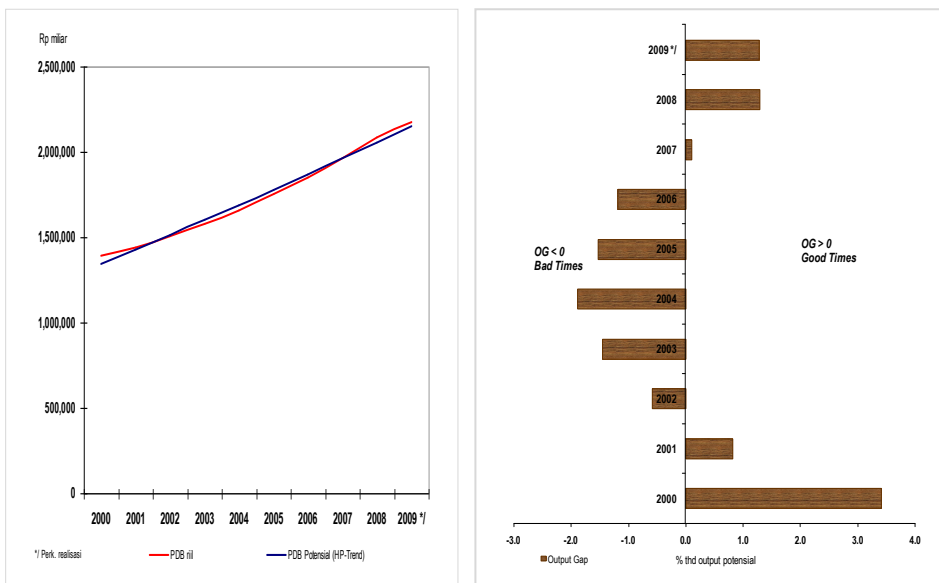 Rp miliar
2,500,000
2,000,000
1,500,000
1,000,000
500,000
0
2000 2001 2002 2003 2004 2005 2006 2007 2008 2009 */
*/ Perk. realisasi PDB riil PDB Potensial (HP-Trend)
2009 */
2008
2007
2006
2005
2004
2003
2002
2001
2000
OG < 0
Bad Times
OG > 0
Good Times
-3.0 -2.0 -1.0 0.0 1.0 2.0 3.0 4.0
Output Gap % thd output potensial